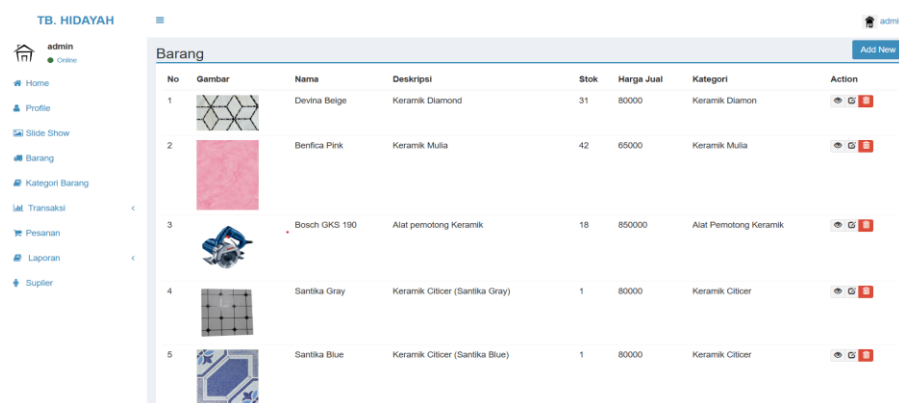 TB. HIDAYAH
admin
admin
Online
Home
Profile
Slide Show
Barang
Kategori Barang
Transaksi
Pesanan
Laporan
Suplier
Barang
Add New
No Gambar Nama Deskripsi Stok Harga Jual Kategori Action
1 Devina Beige Keramik Diamond 31 80000 Keramik Diamon
2 Benfica Pink Keramik Mulia 42 65000 Keramik Mulia
3 Bosch GKS 190 Alat pemotong Keramik 18 850000 Alat Pemotong Keramik
4 Santika Gray Keramik Citicer (Santika Gray) 1 80000 Keramik Citicer
5 Santika Blue Keramik Citicer (Santika Blue) 1 80000 Keramik Citicer